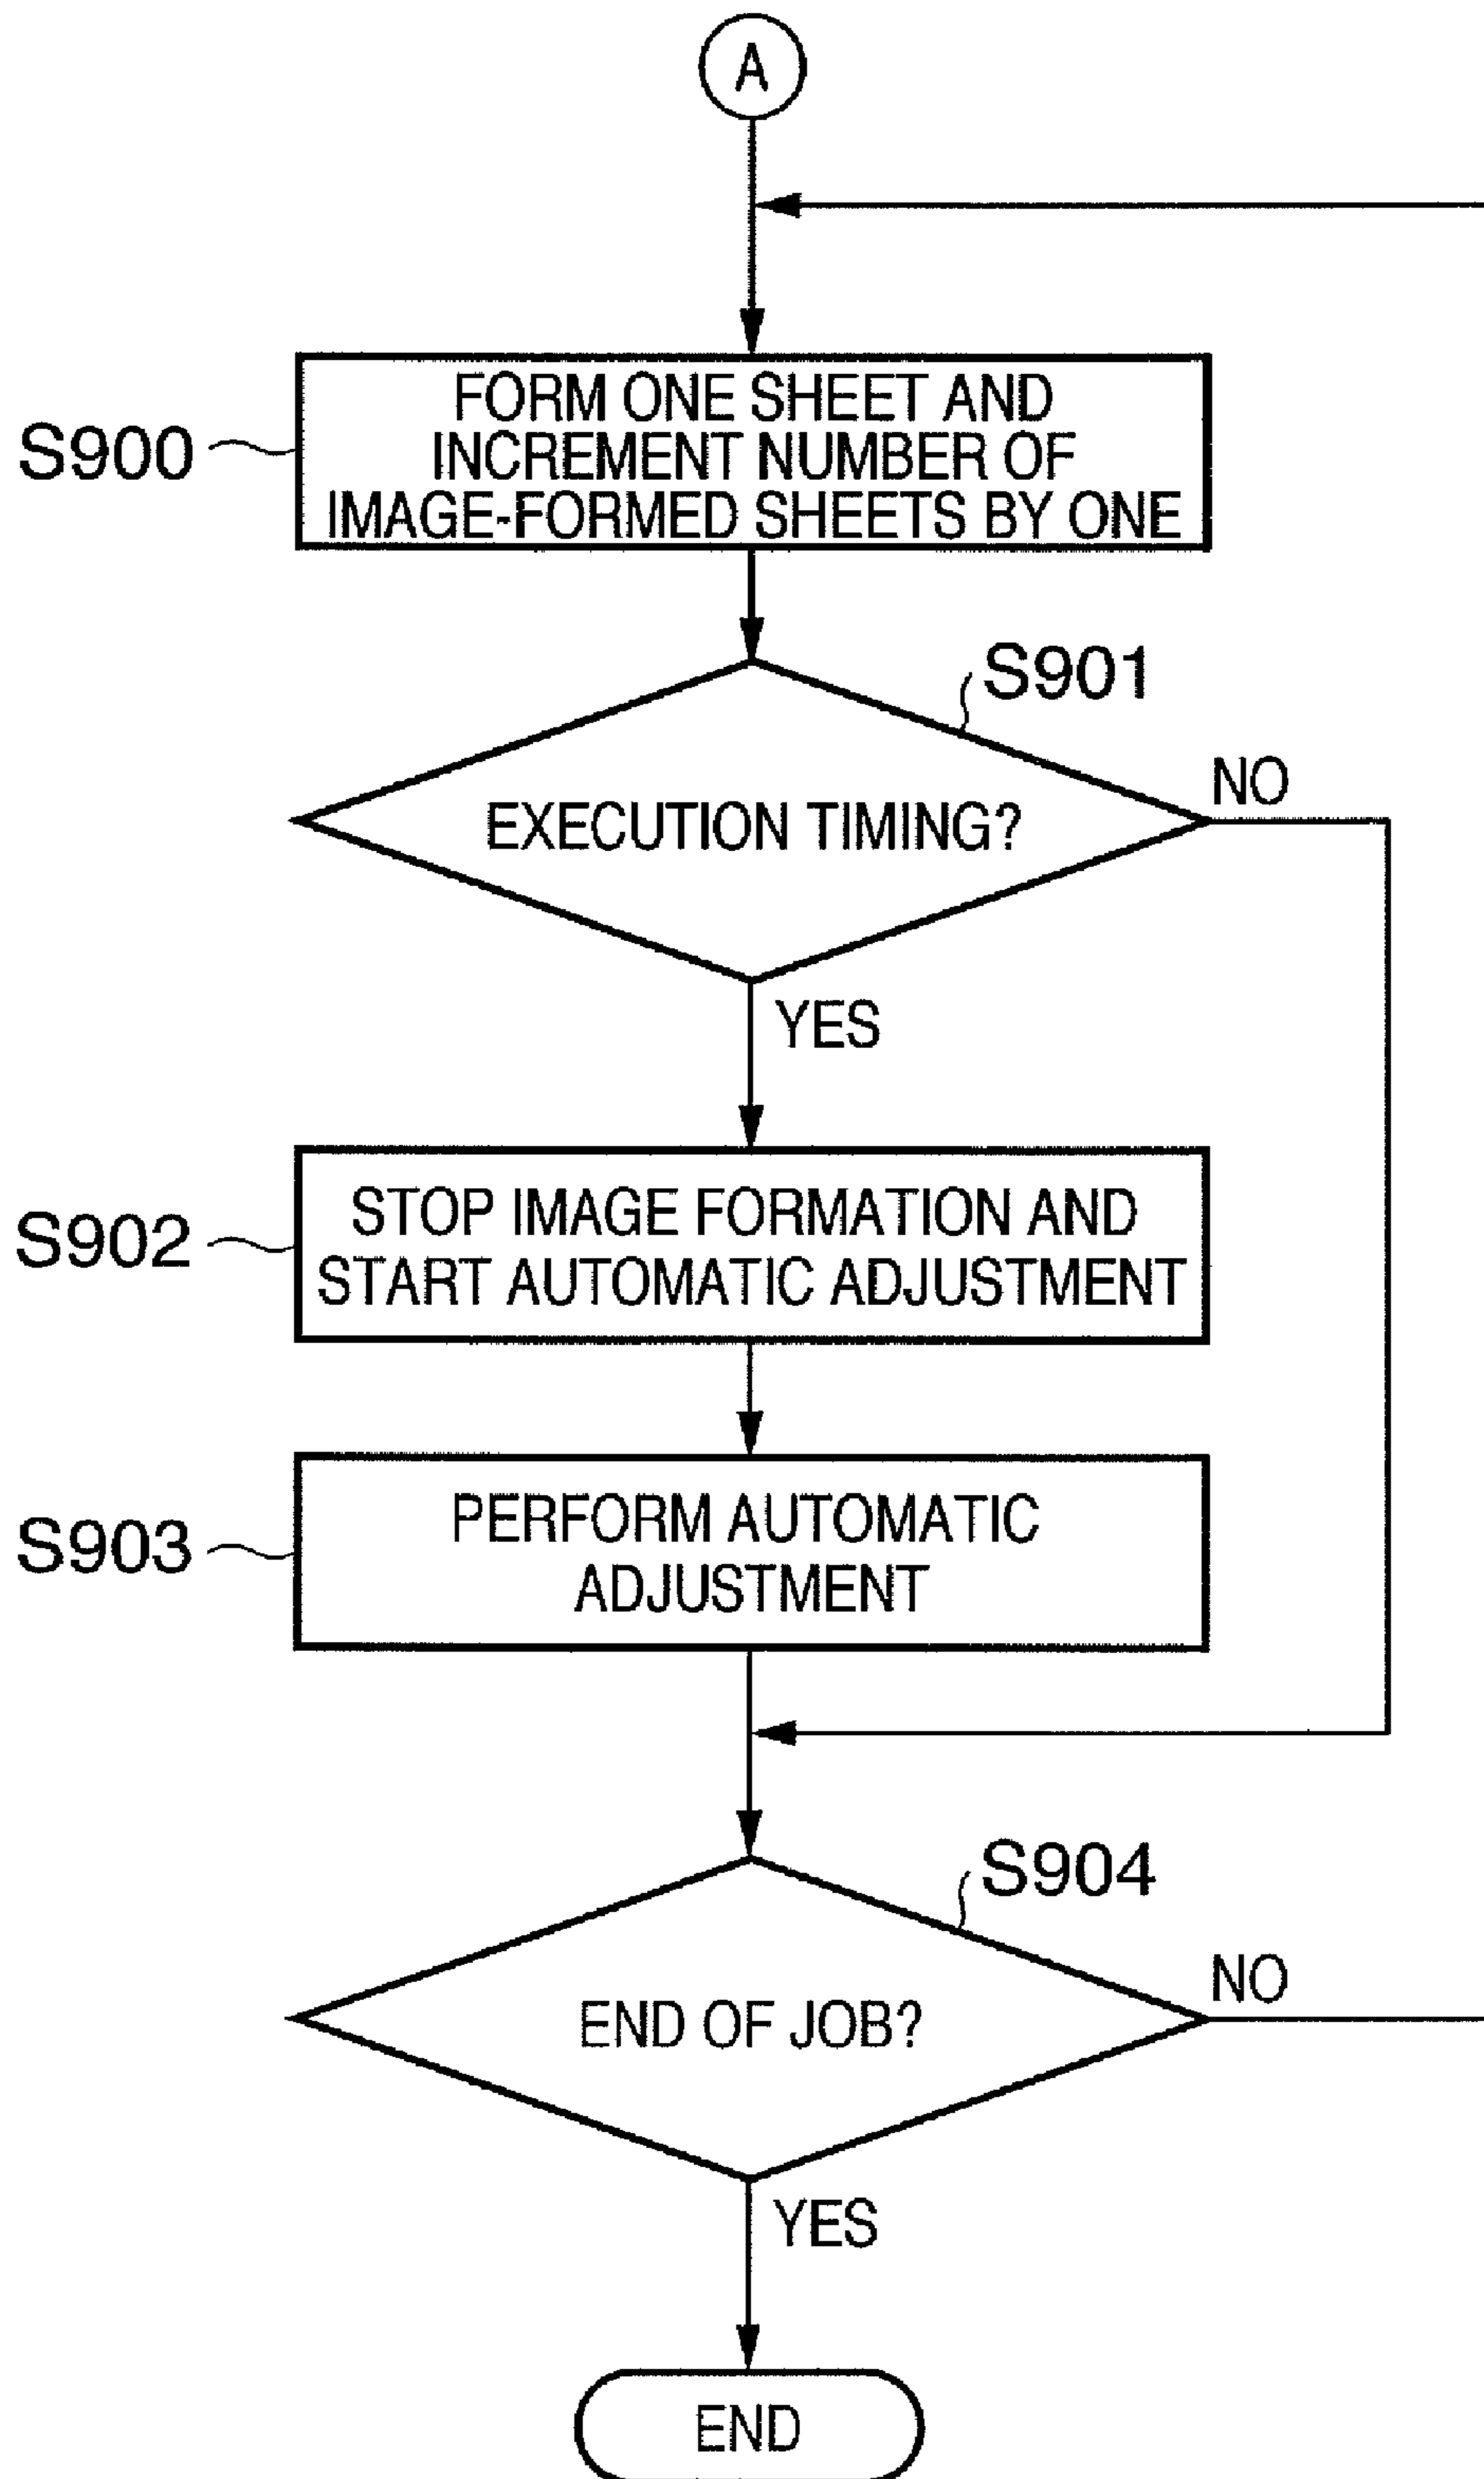 A
S900
FORM ONE SHEET AND
INCREMENT NUMBER OF
IMAGE-FORMED SHEETS BY ONE
S901
EXECUTION TIMING?
NO
YES
S902
STOP IMAGE FORMATION AND
START AUTOMATIC ADJUSTMENT
S903
PERFORM AUTOMATIC
ADJUSTMENT
S904
END OF JOB?
NO
YES
END